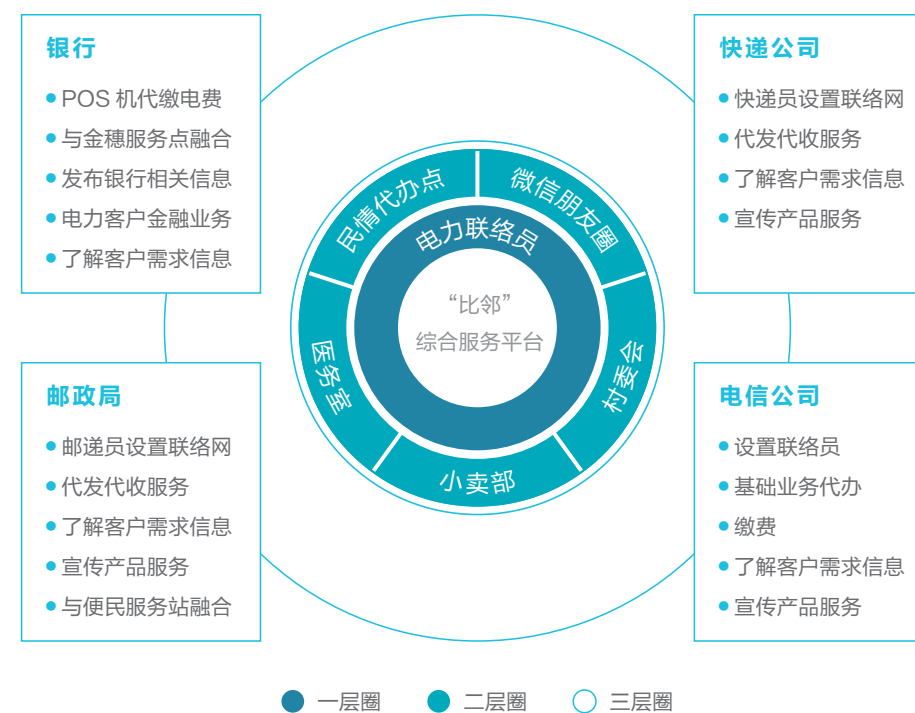 银行
POS 机代缴电费
与金穗服务点融合
发布银行相关信息
电力客户金融业务
了解客户需求信息
快递公司
快递员设置联络网
代发代收服务
了解客户需求信息
宣传产品服务
民情代办点
微信朋友圈
电力联络员
“比邻”
综合服务平台
医务室
村委会
小卖部
邮政局
邮递员设置联络网
代发代收服务
了解客户需求信息
宣传产品服务
与便民服务站融合
电信公司
设置联络员
基础业务代办
缴费
了解客户需求信息
宣传产品服务
一层圈
二层圈
三层圈